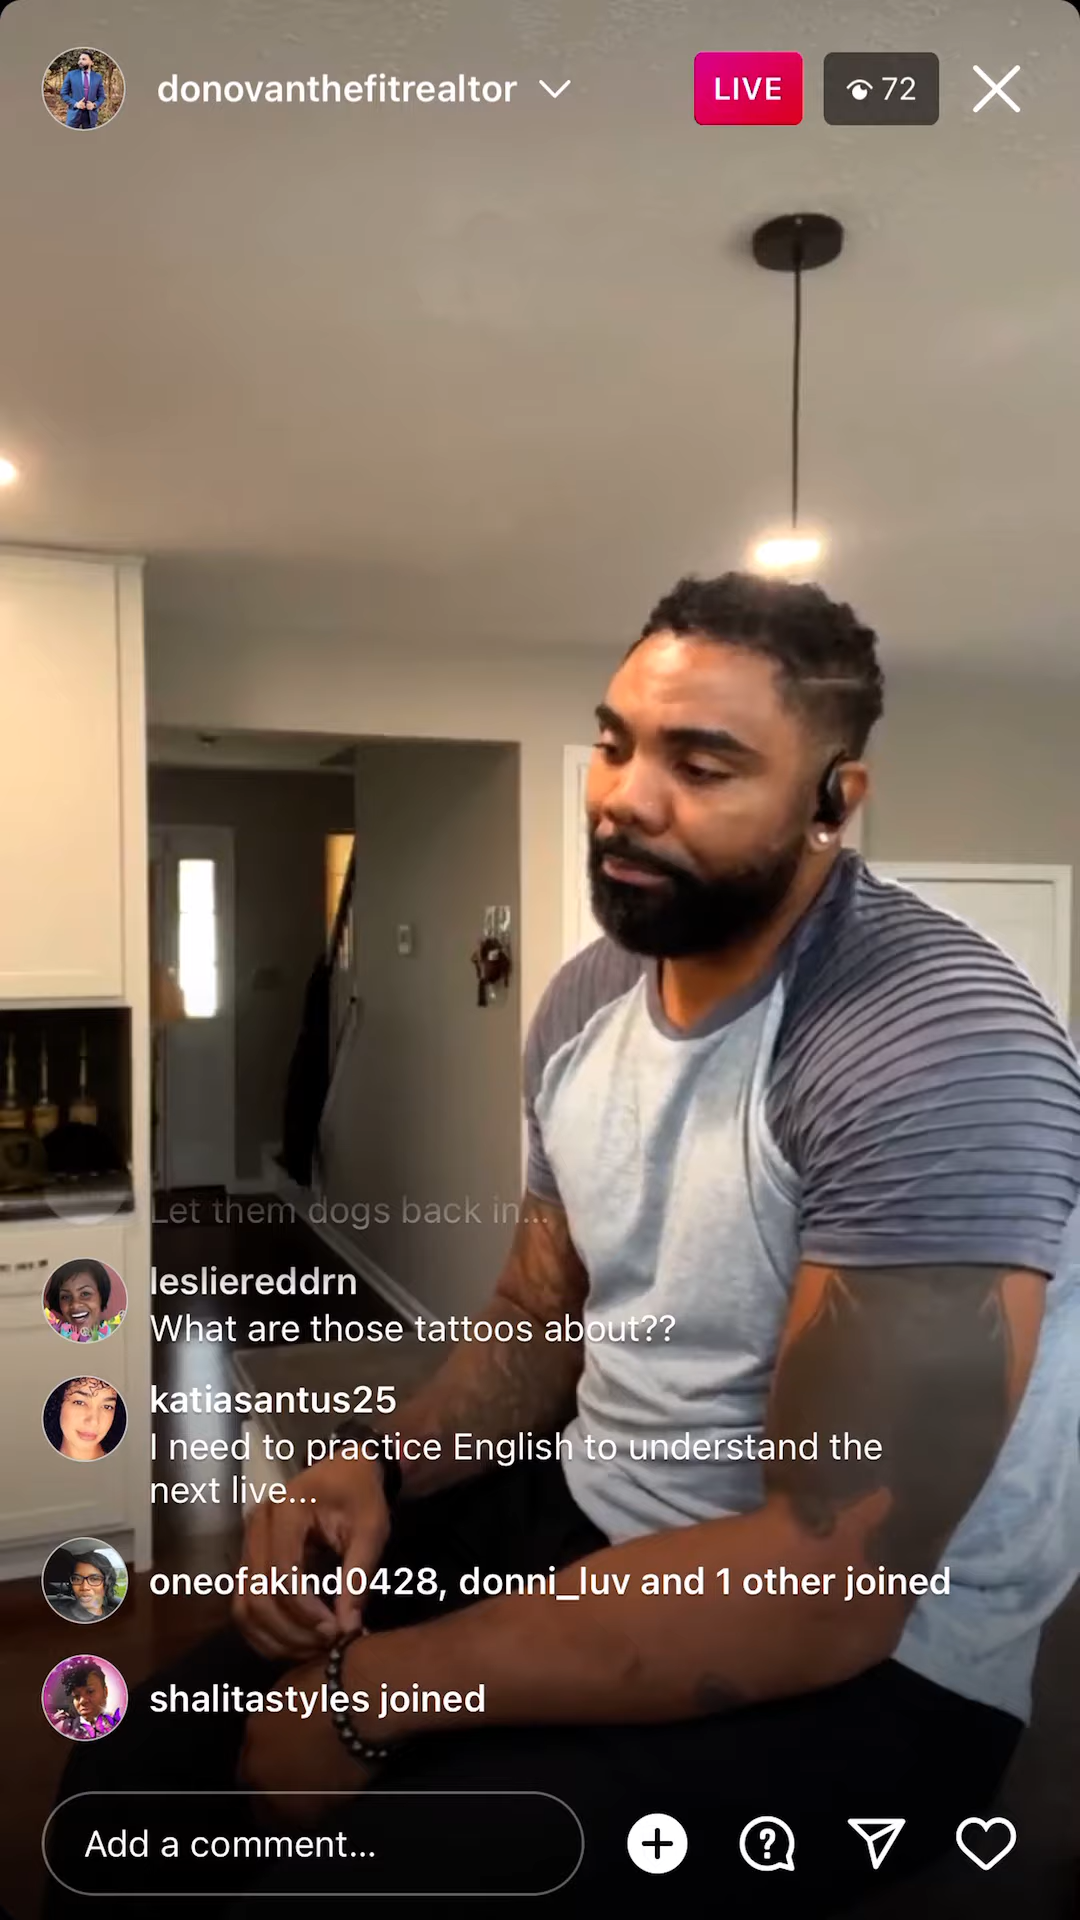 donovanthefitrealtor
LIVE
72
Let them dogs back in...
lesliereddrn
What are those tattoos about??
katiasantus25
I need to practice English to understand the
next live...
oneofakind0428, donni_luv and 1 other joined
shalitastyles joined
Add a comment...